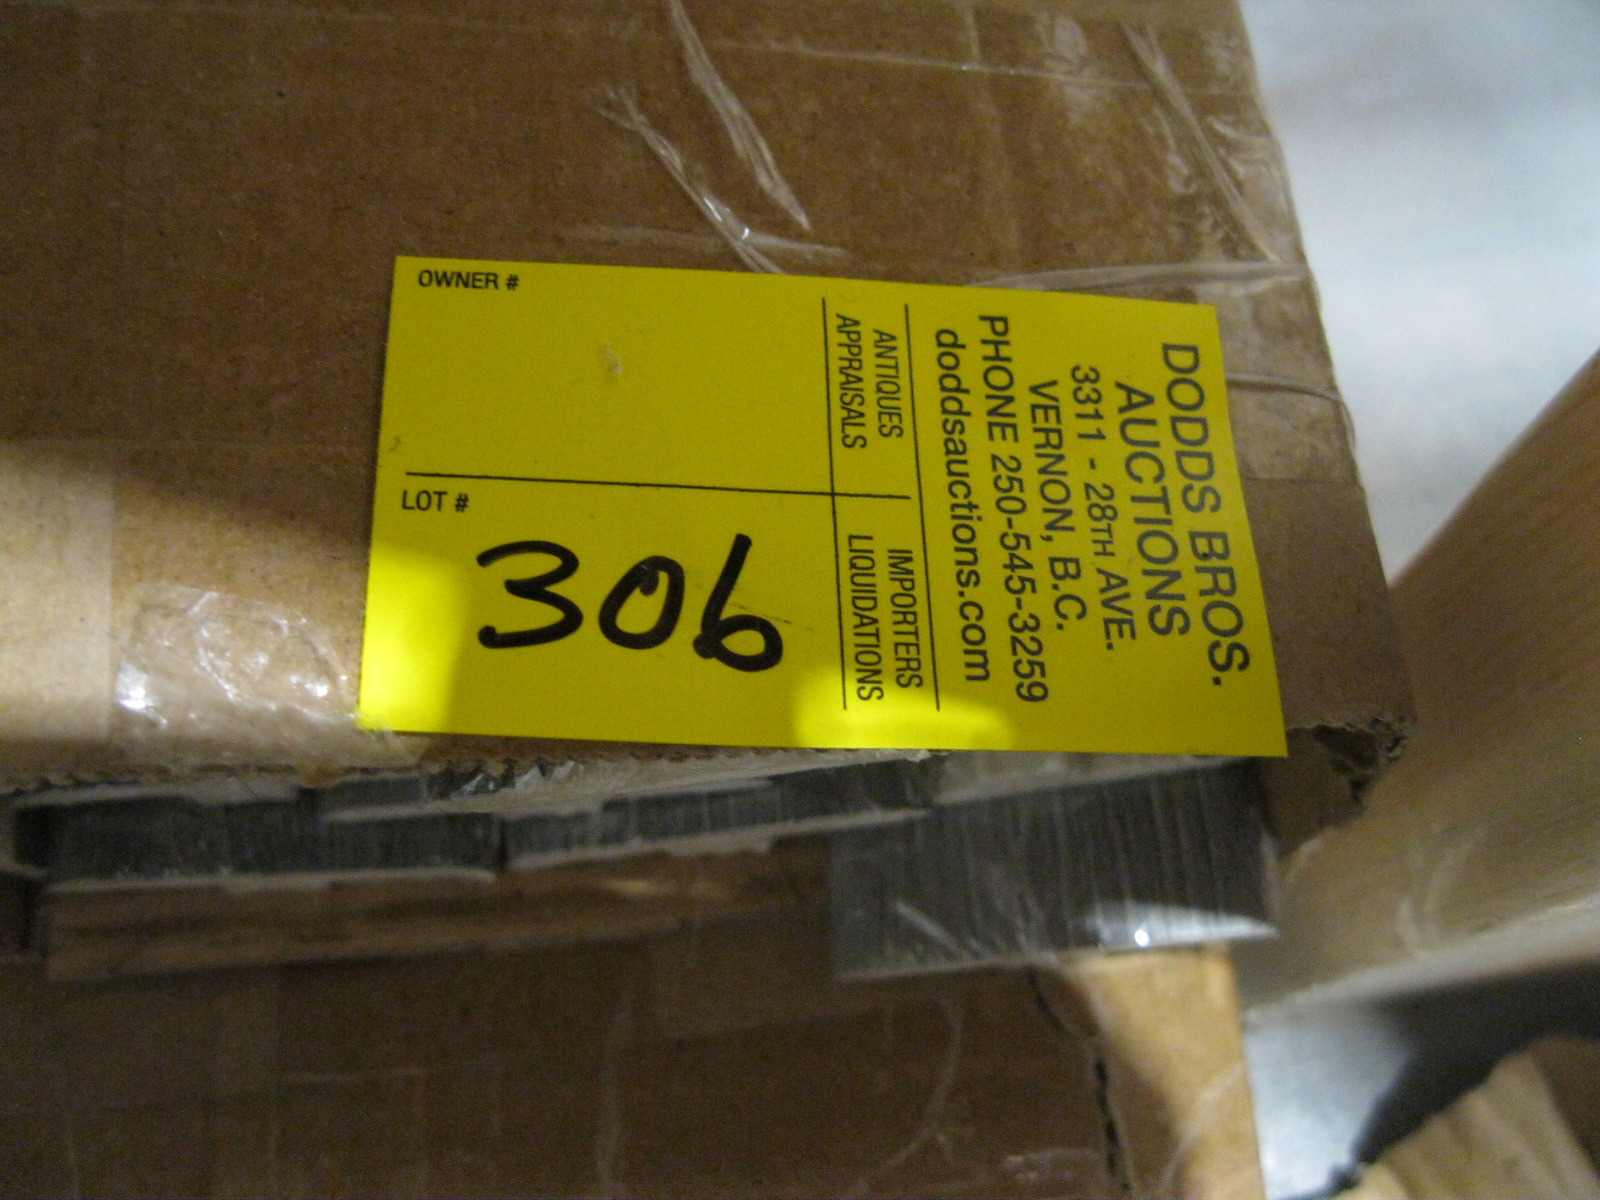 OWNER #
LOT #
306
DODDS BROS.
AUCTIONS
3311 - 28TH AVE.
VERNON, B.C.
PHONE 250-545-3259
doddsauctions.com
ANTIQUES
APPRAISALS
IMPORTERS
LIQUIDATIONS